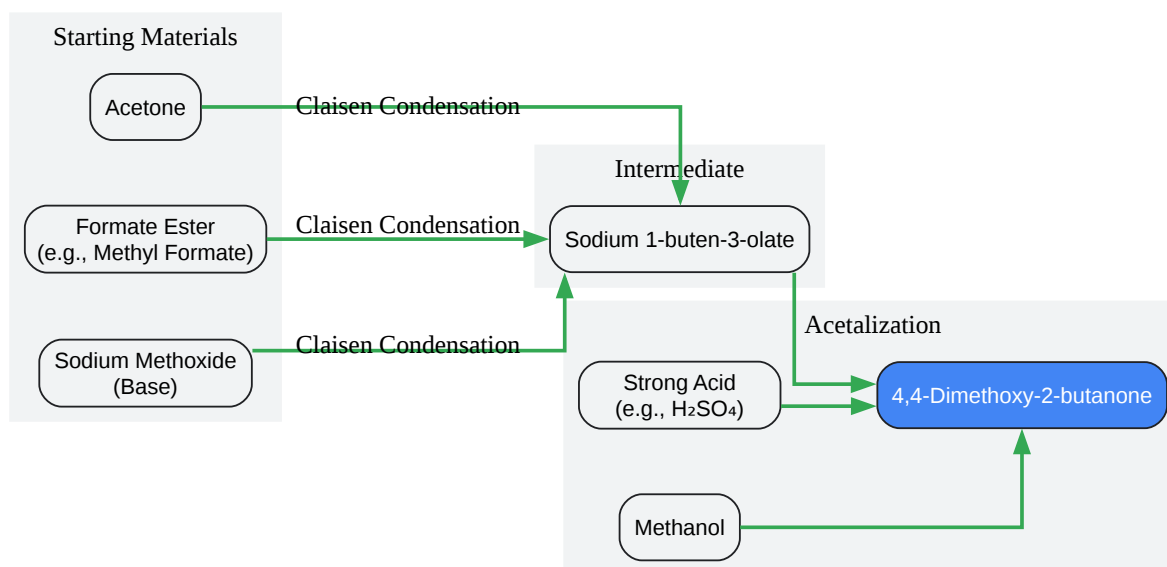 Starting Materials
Acetone
Claisen Condensation
Intermediate
Formate Ester
(e.g., Methyl Formate)
Claisen Condensation
Sodium 1-buten-3-olate
Sodium Methoxide
(Base)
Claisen Condensation
Acetalization
Strong Acid
(e.g., H₂SO₄)
4,4-Dimethoxy-2-butanone
Methanol